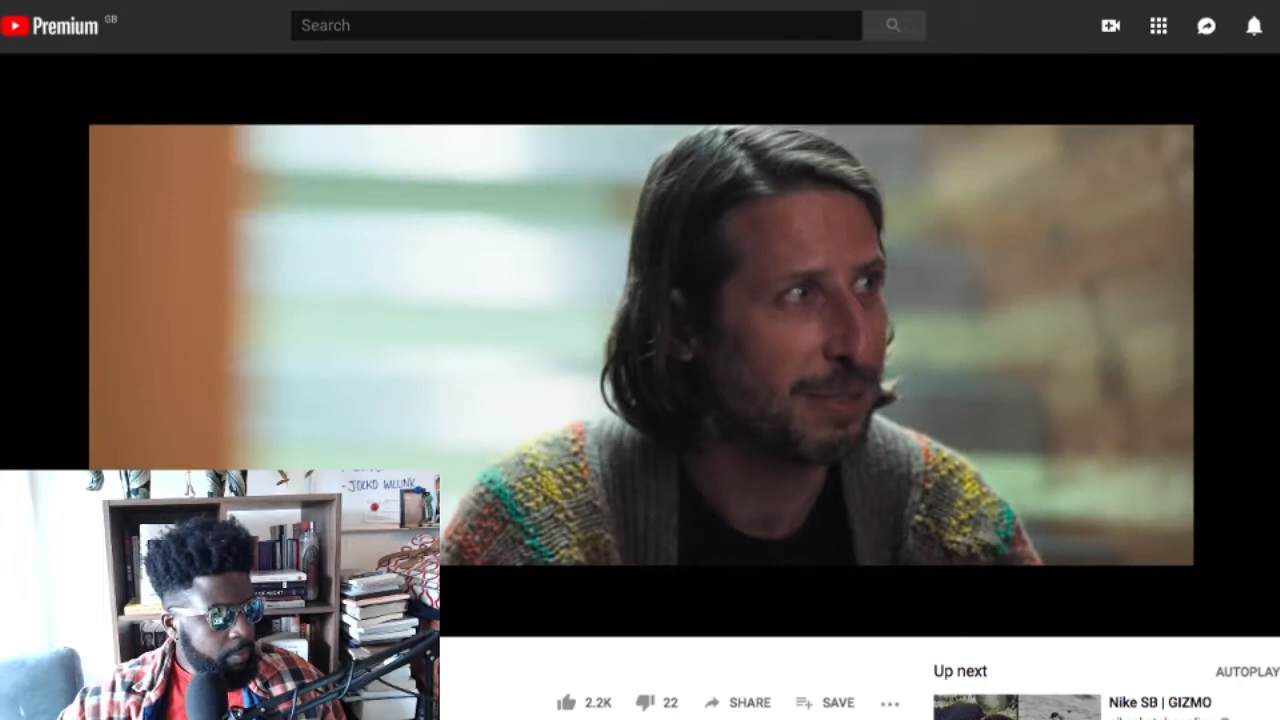 Premium GB
Search
-JOCKO WILLINK
2.2K
22
SHARE
SAVE
Up next
AUTOPLAY
Nike SB | GIZMO